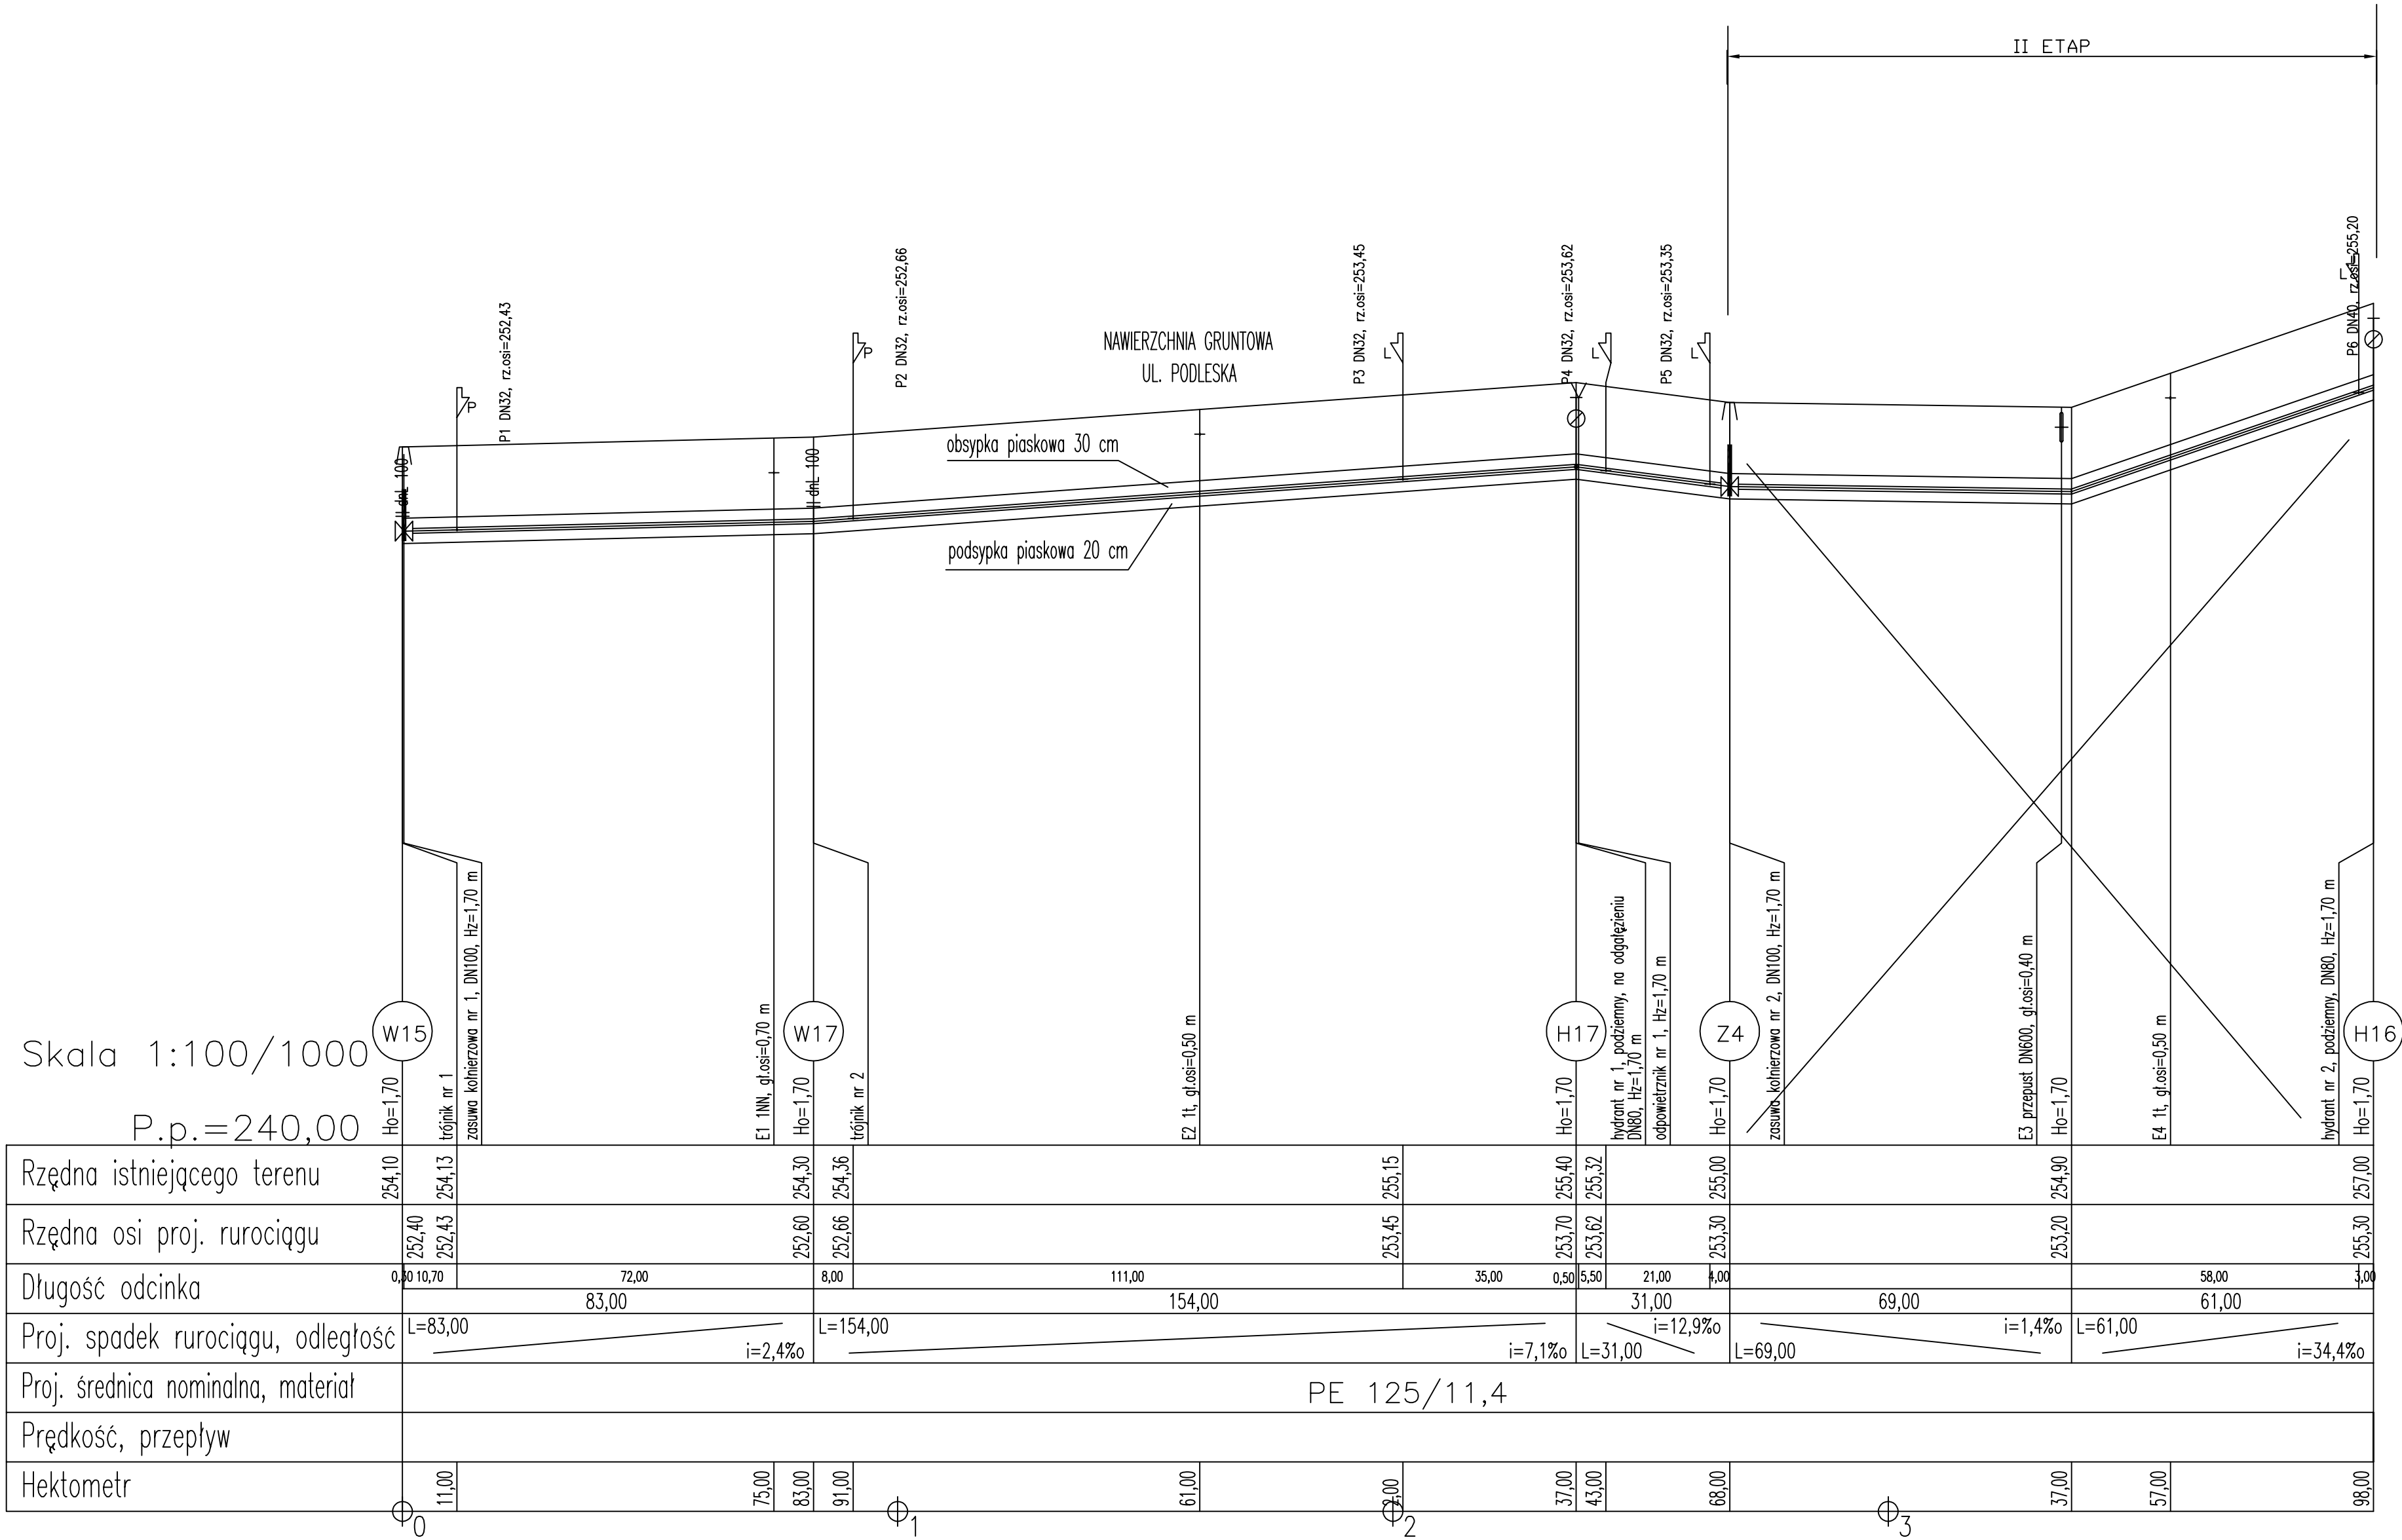 II ETAP
P1 DN32, rz.osi=252,43
P2 DN32, rz.osi=252,66
P3 DN32, rz.osi=253,45
P4 DN32, rz.osi=253,62
P5 DN32, rz.osi=253,35
P6 DN40, rz.osi=255,20
P
P
L
L
L
L
NAWIERZCHNIA GRUNTOWA
UL. PODLESKA
obsypka piaskowa 30 cm
podsypka piaskowa 20 cm
dnL 100
dnL 100
W15
W17
H17
Z4
H16
Skala 1:100/1000
P.p.=240,00
Ho=1,70
trójnik nr 1
zasuwa kołnierzowa nr 1, DN100, Hz=1,70 m
E1 1NN, gł.osi=0,70 m
Ho=1,70
trójnik nr 2
E2 1t, gł.osi=0,50 m
Ho=1,70
hydrant nr 1, podziemny, na odgałęzieniu
DN80, Hz=1,70 m
odpowietrznik nr 1, Hz=1,70 m
Ho=1,70
zasuwa kołnierzowa nr 2, DN100, Hz=1,70 m
E3 przepust DN600, gł.osi=0,40 m
Ho=1,70
E4 1t, gł.osi=0,50 m
hydrant nr 2, podziemny, DN80, Hz=1,70 m
Ho=1,70
Rzędna istniejącego terenu 254,10 254,13 254,30 254,36 255,15 255,40 255,32 255,00 254,90 257,00
Rzędna osi proj. rurociągu 252,40 252,43 252,60 252,66 253,45 253,70 253,62 253,30 253,20 255,30
Długość odcinka 0,30 10,70 72,00 8,00 111,00 35,00 0,50 5,50 21,00 4,00 58,00 3,00
83,00 154,00 31,00 69,00 61,00
Proj. spadek rurociągu, odległość L=83,00 i=2,4‰ L=154,00 i=7,1‰ L=31,00 i=12,9‰ L=69,00 i=1,4‰ L=61,00 i=34,4‰
Proj. średnica nominalna, materiał PE 125/11,4
Prędkość, przepływ
Hektometr 11,00 75,00 83,00 91,00 61,00 2,00 37,00 43,00 68,00 37,00 57,00 98,00
0 1 2 3